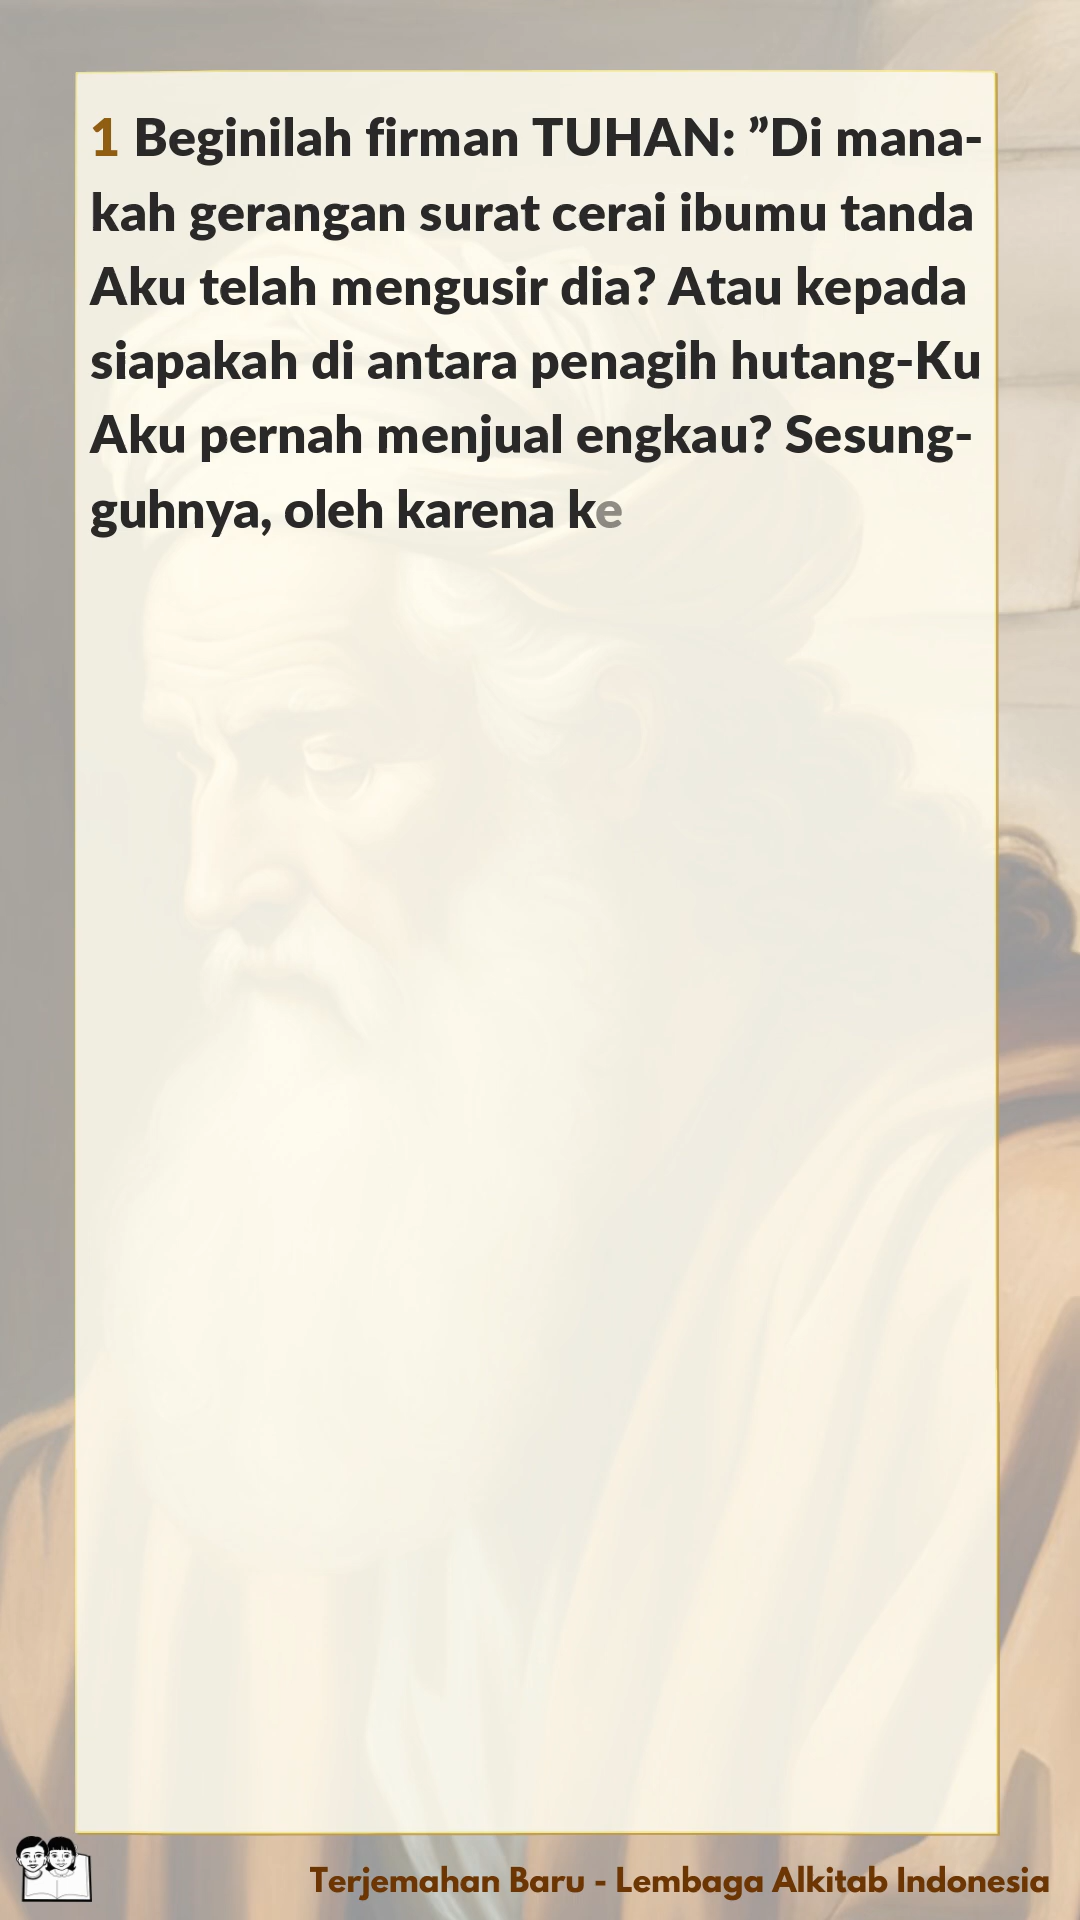 1 Beginilah firman TUHAN: ”Di mana-
kah gerangan surat cerai ibumu tanda
Aku telah mengusir dia? Atau kepada
siapakah di antara penagih hutang-Ku
Aku pernah menjual engkau? Sesung-
guhnya, oleh karena ke
Terjemahan Baru - Lembaga Alkitab Indonesia